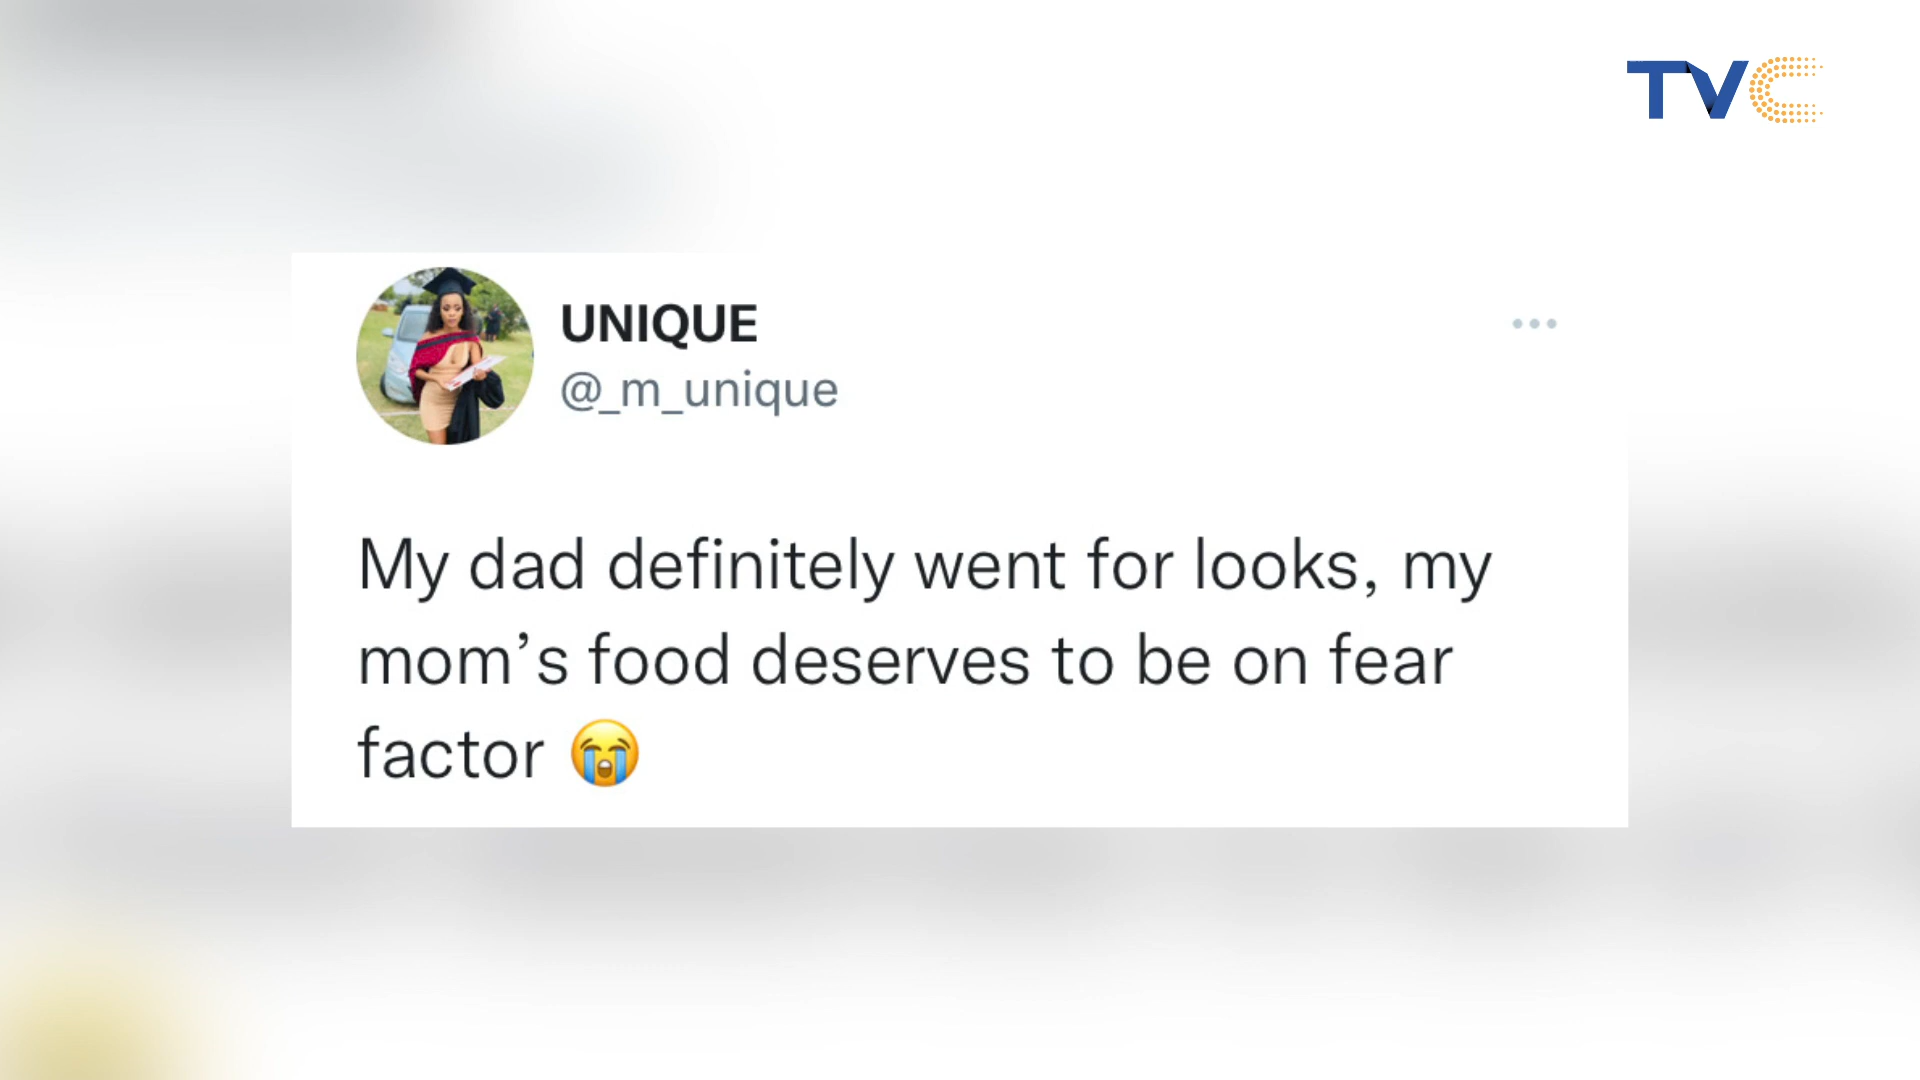 TVC
UNIQUE
@_m_unique
My dad definitely went for looks, my
mom’s food deserves to be on fear
factor 😭